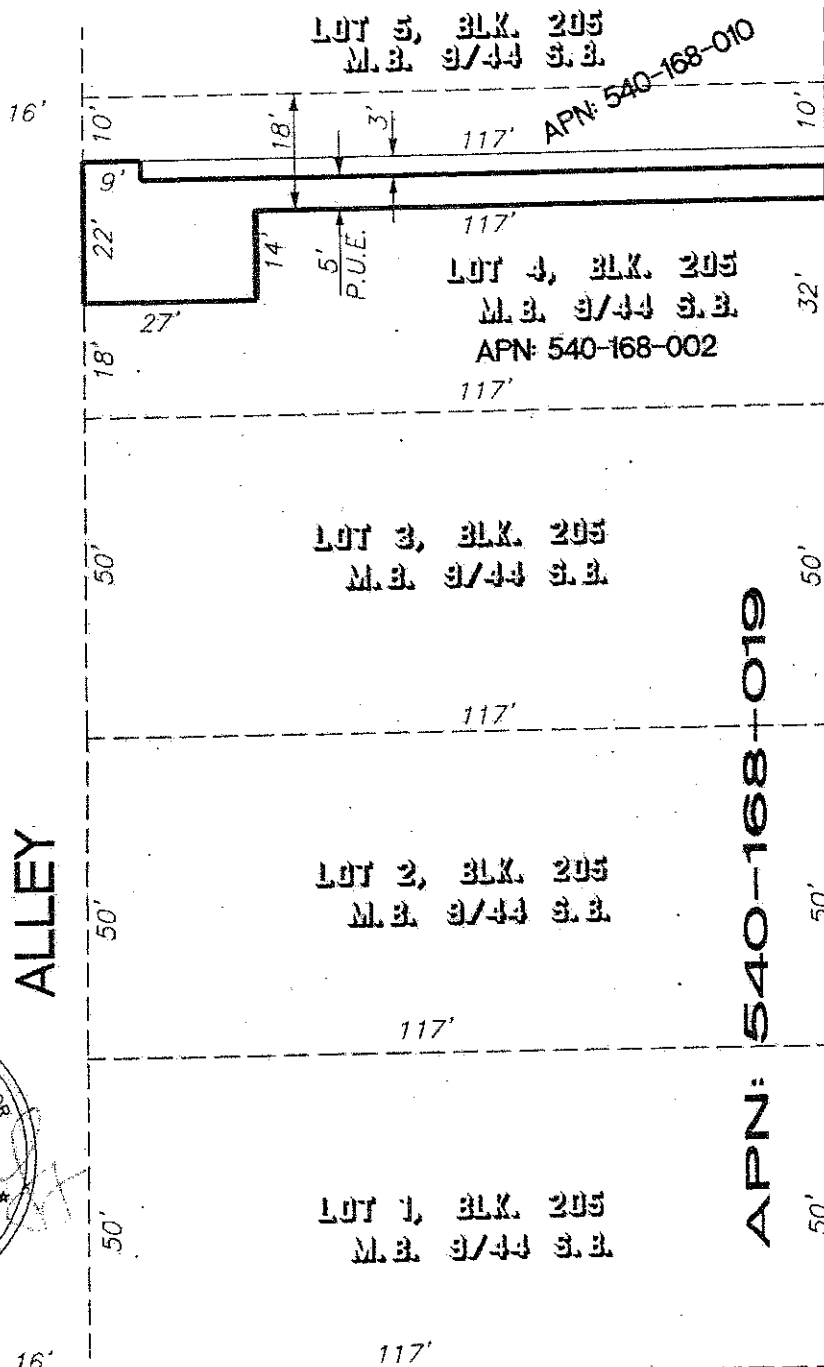 LOT 5, BLK. 205
M.B. 9/44 S.B.
APN: 540-168-010
16'
10'
18'
3'
117'
10'
9'
22'
14'
5'
P.U.E.
117'
LOT 4, BLK. 205
M.B. 9/44 S.B.
APN: 540-168-002
32'
27'
18'
117'
50'
LOT 3, BLK. 205
M.B. 9/44 S.B.
50'
117'
APN: 540-168-019
ALLEY
50'
LOT 2, BLK. 205
M.B. 9/44 S.B.
50'
117'
50'
LOT 1, BLK. 205
M.B. 9/44 S.B.
50'
16'
117'